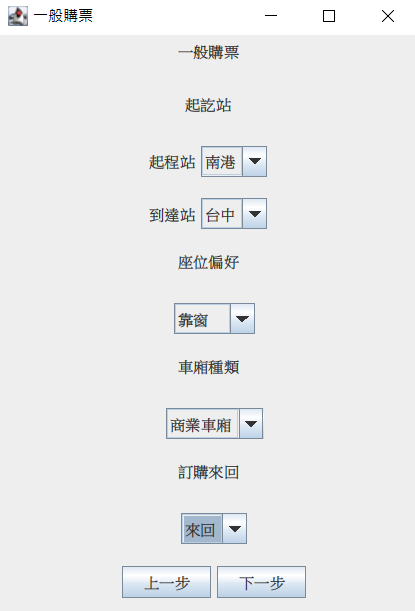 一般購票
一般購票
起訖站
起程站 南港
到達站 台中
座位偏好
靠窗
車廂種類
商業車廂
訂購來回
來回
上一步 下一步